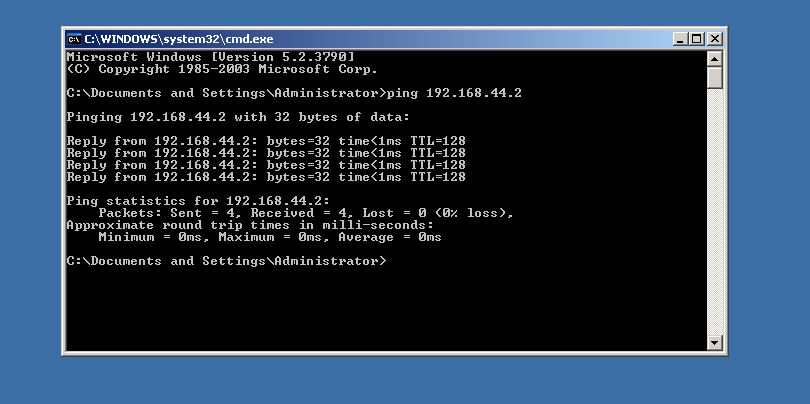 C:\WINDOWS\system32\cmd.exe
Microsoft Windows [Version 5.2.3790]
(C) Copyright 1985-2003 Microsoft Corp.
C:\Documents and Settings\Administrator>ping 192.168.44.2
Pinging 192.168.44.2 with 32 bytes of data:
Reply from 192.168.44.2: bytes=32 time<1ms TTL=128
Reply from 192.168.44.2: bytes=32 time<1ms TTL=128
Reply from 192.168.44.2: bytes=32 time<1ms TTL=128
Reply from 192.168.44.2: bytes=32 time<1ms TTL=128
Ping statistics for 192.168.44.2:
    Packets: Sent = 4, Received = 4, Lost = 0 (0% loss),
Approximate round trip times in milli-seconds:
    Minimum = 0ms, Maximum = 0ms, Average = 0ms
C:\Documents and Settings\Administrator>